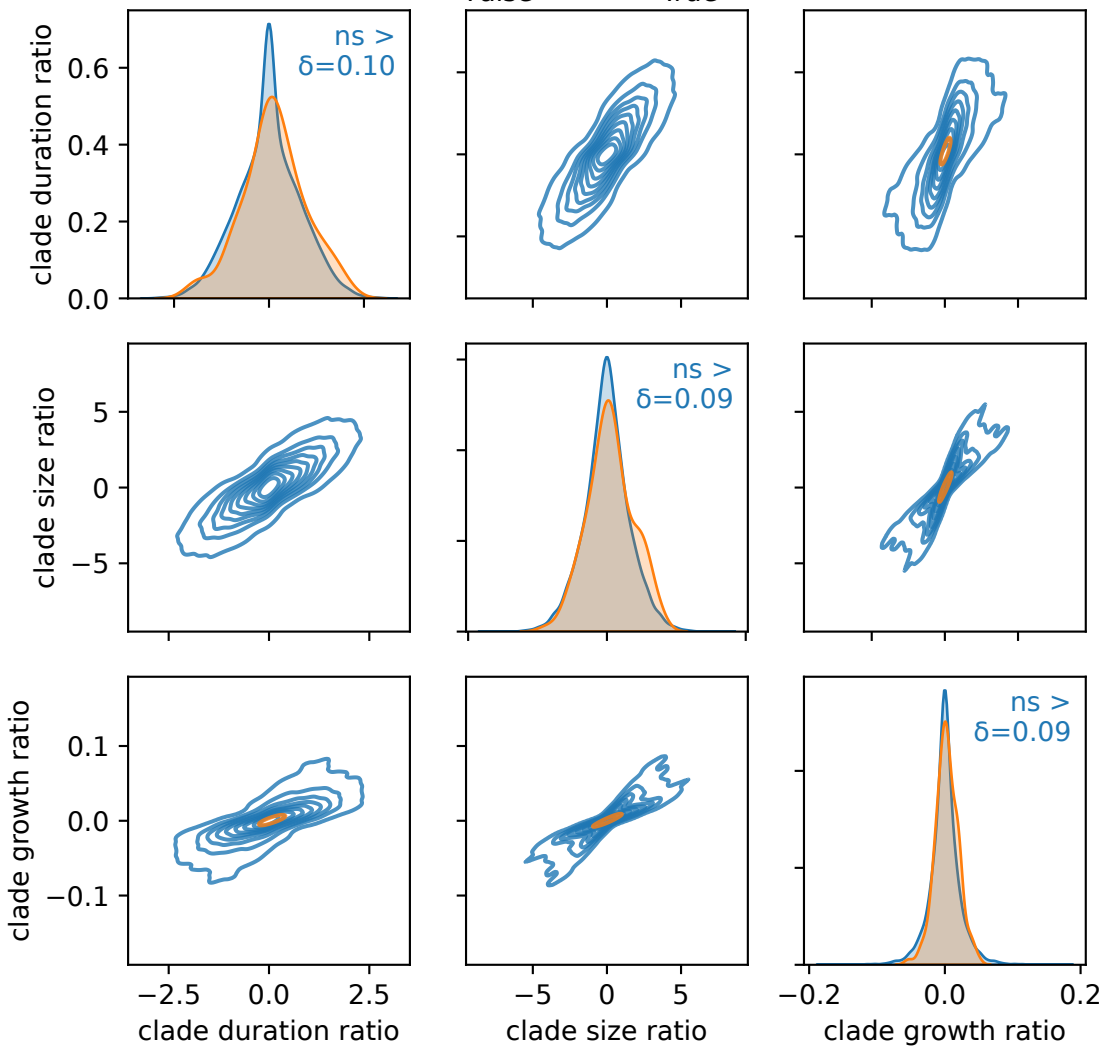 clade duration ratio
0.6
0.4
0.2
0.0
ns >
δ=0.10
clade size ratio
5
0
−5
ns >
δ=0.09
clade growth ratio
0.1
0.0
−0.1
ns >
δ=0.09
−2.5 0.0 2.5
−5 0 5
−0.2 0.0 0.2
clade duration ratio
clade size ratio
clade growth ratio